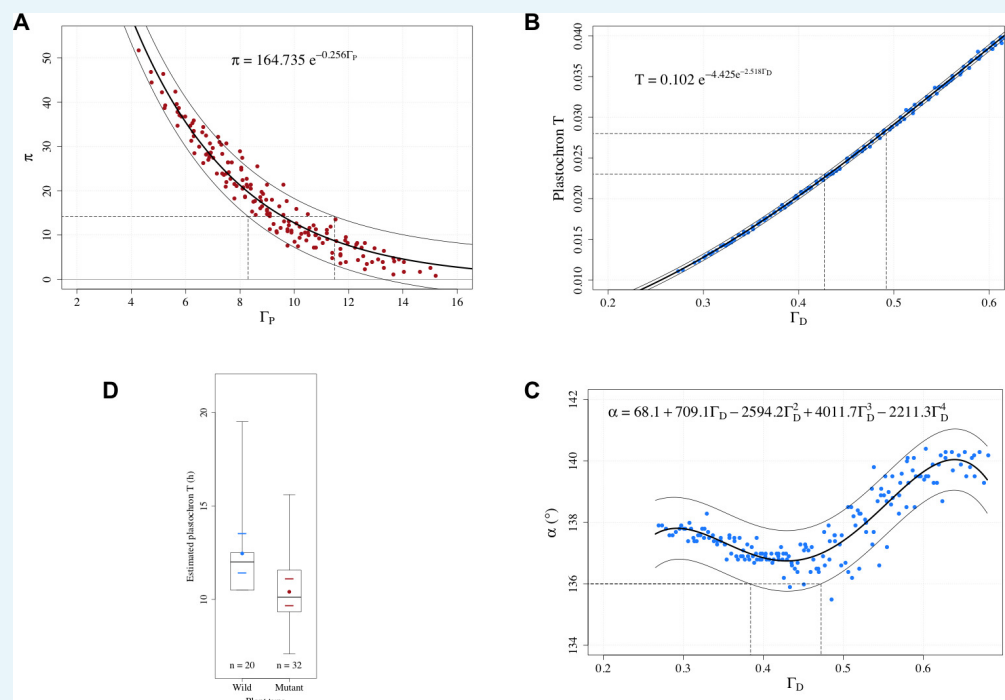 A
π = 164.735 e^−0.256Γ_P
π
50
40
30
20
10
0
2 4 6 8 10 12 14 16
Γ_P
B
T = 0.102 e^−4.425e^−2.518Γ_D
Plastochron T
0.040
0.035
0.030
0.025
0.020
0.015
0.010
0.2 0.3 0.4 0.5 0.6
Γ_D
D
Estimated plastochron T (h)
20
15
10
n = 20 n = 32
Wild Mutant
C
α = 68.1 + 709.1Γ_D − 2594.2Γ_D^2 + 4011.7Γ_D^3 − 2211.3Γ_D^4
α (°)
142
140
138
136
134
0.2 0.3 0.4 0.5 0.6
Γ_D